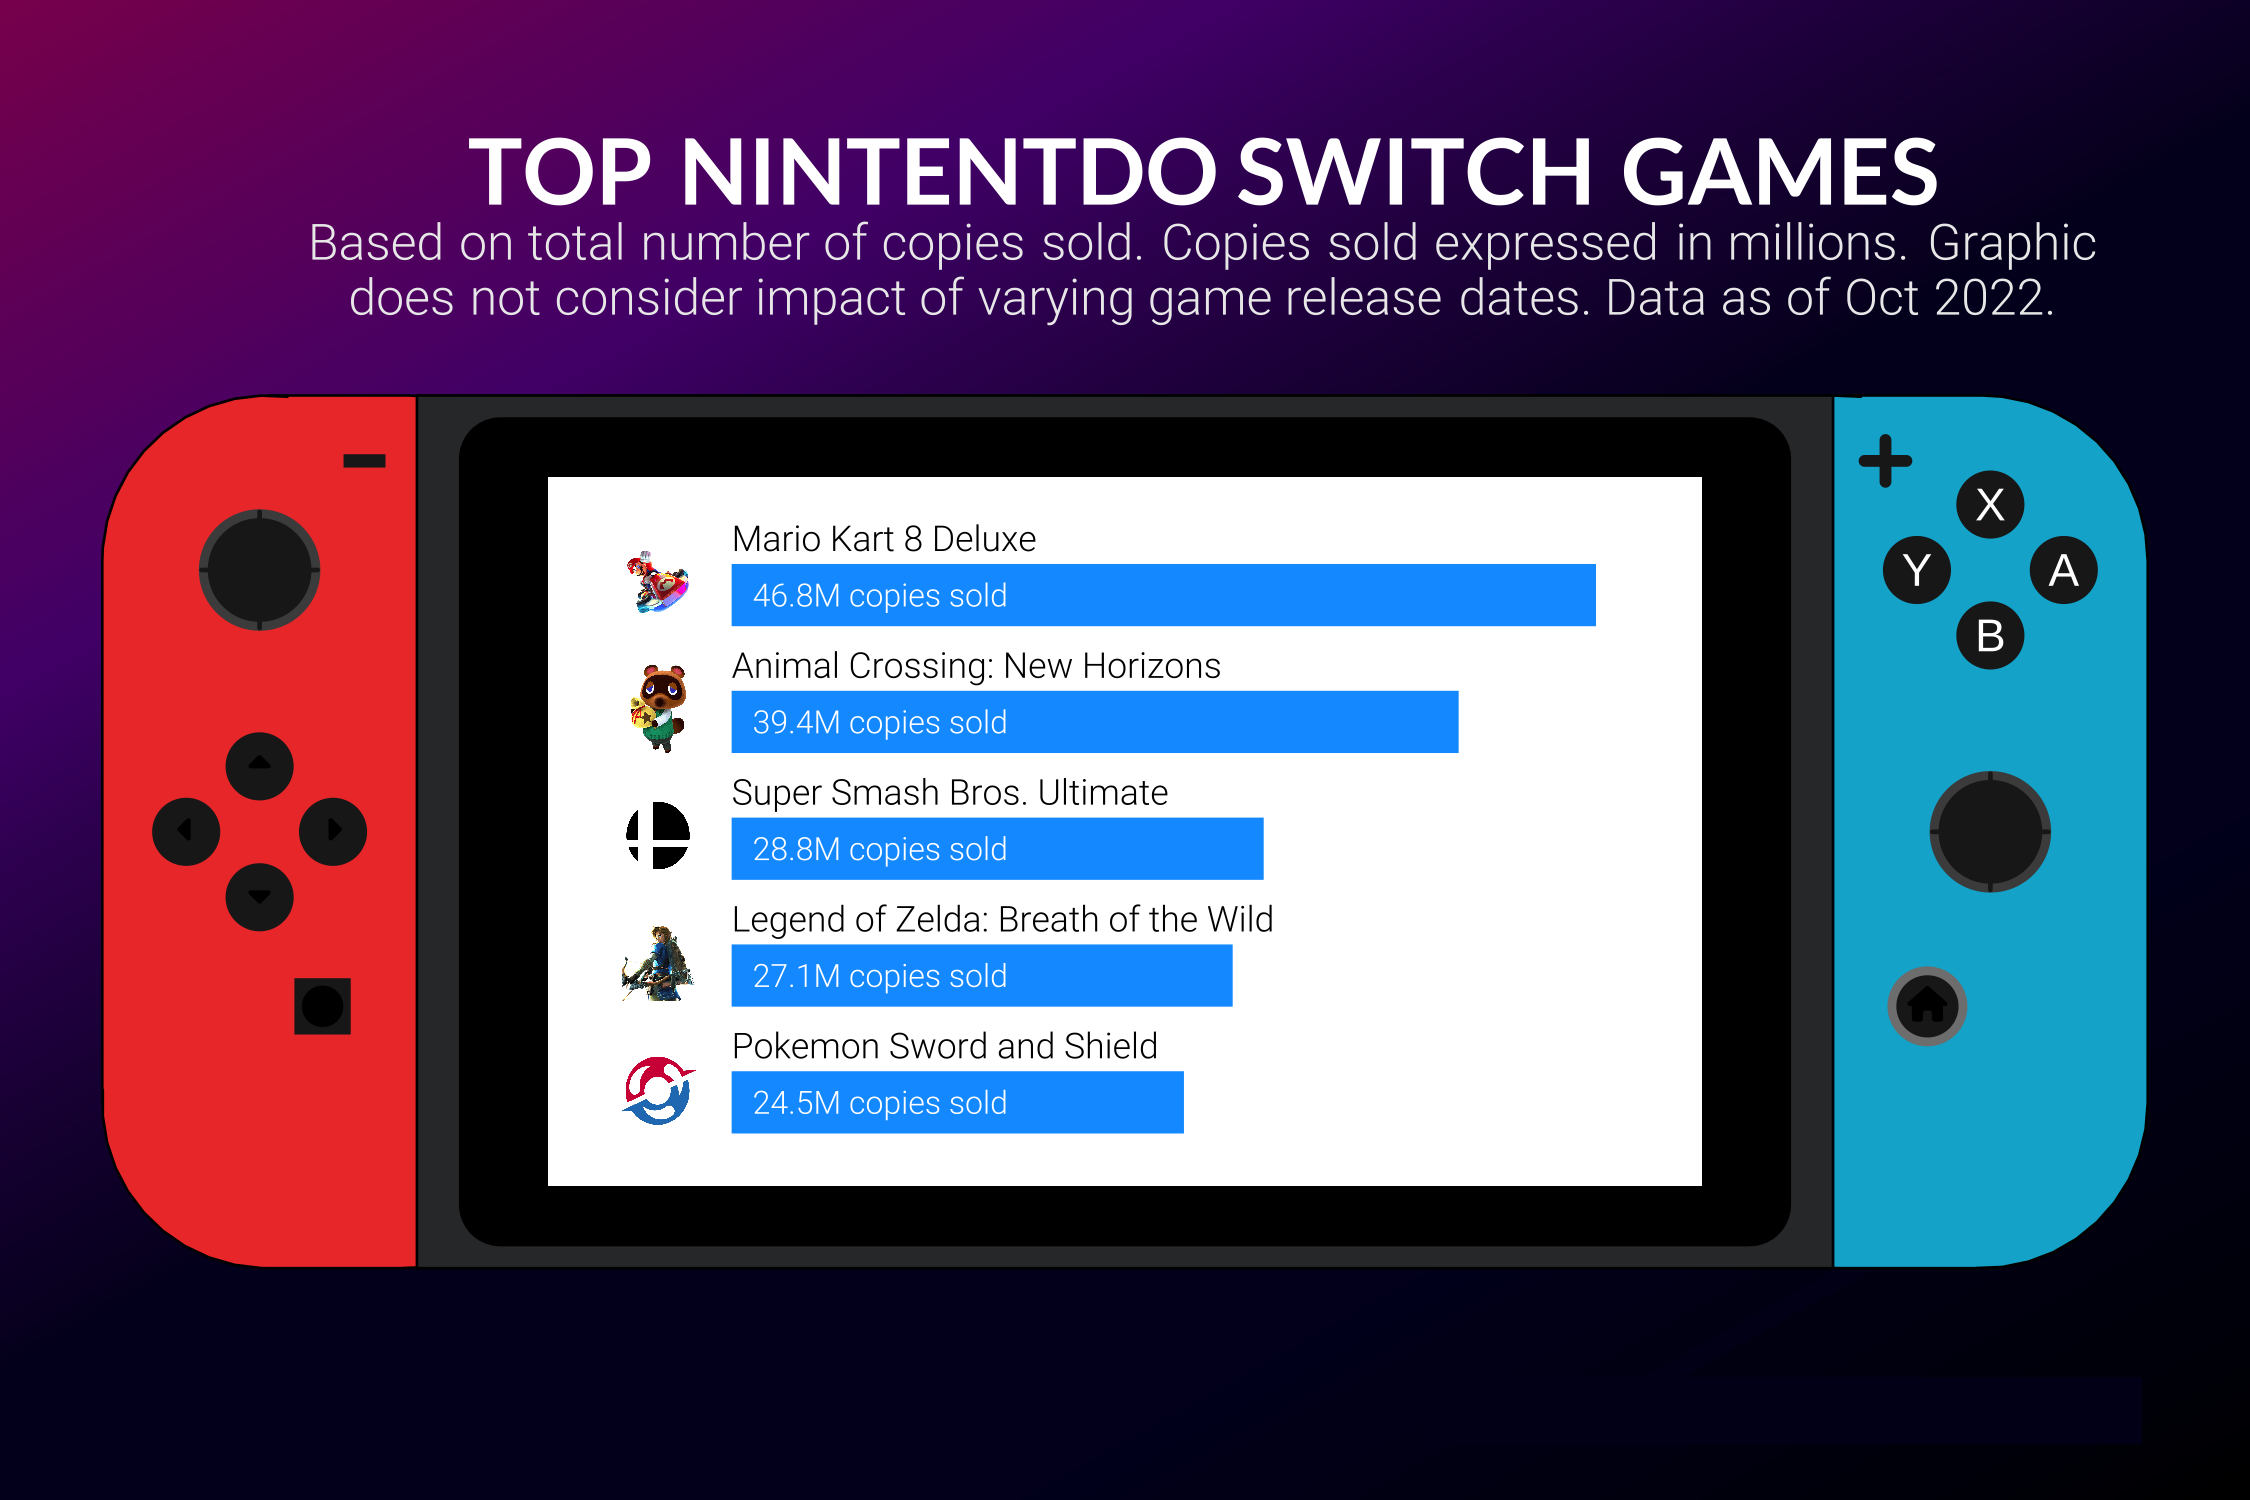 TOP NINTENTDO SWITCH GAMES
Based on total number of copies sold. Copies sold expressed in millions. Graphic
does not consider impact of varying game release dates. Data as of Oct 2022.
Mario Kart 8 Deluxe
46.8M copies sold
Animal Crossing: New Horizons
39.4M copies sold
Super Smash Bros. Ultimate
28.8M copies sold
Legend of Zelda: Breath of the Wild
27.1M copies sold
Pokemon Sword and Shield
24.5M copies sold
X
Y
A
B